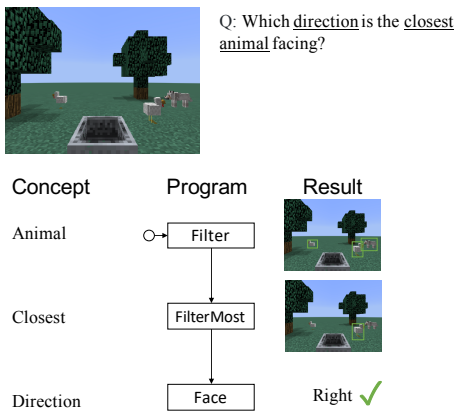 Q: Which direction is the closest
animal facing?
Concept Program Result
Animal Filter
Closest FilterMost
Direction Face Right